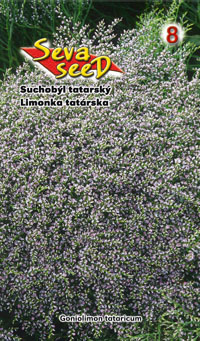 Seva
seed
8
Suchobýl tatarský
Limonka tatárska
Goniolimon tataricum